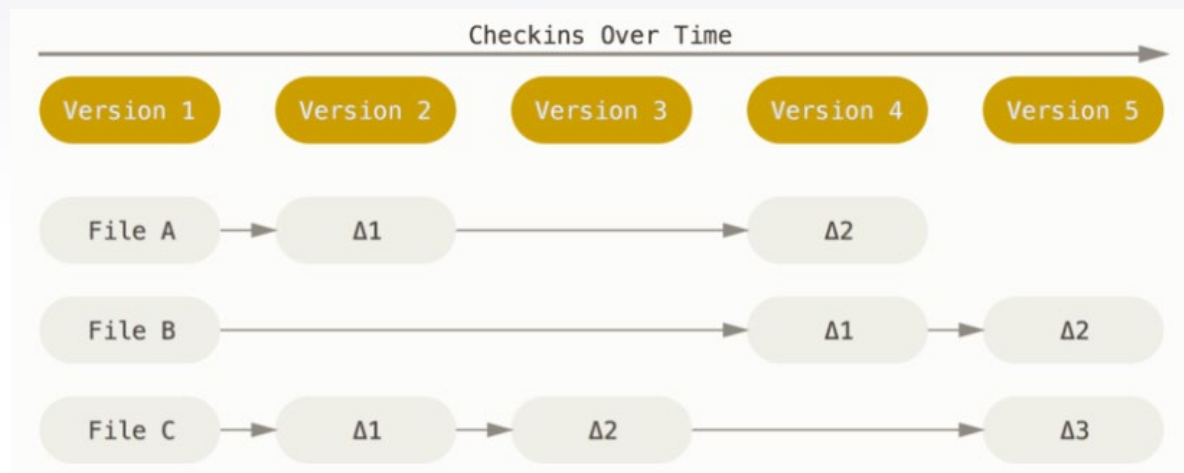 Checkins Over Time
Version 1 Version 2 Version 3 Version 4 Version 5
File A Δ1 Δ2
File B Δ1 Δ2
File C Δ1 Δ2 Δ3